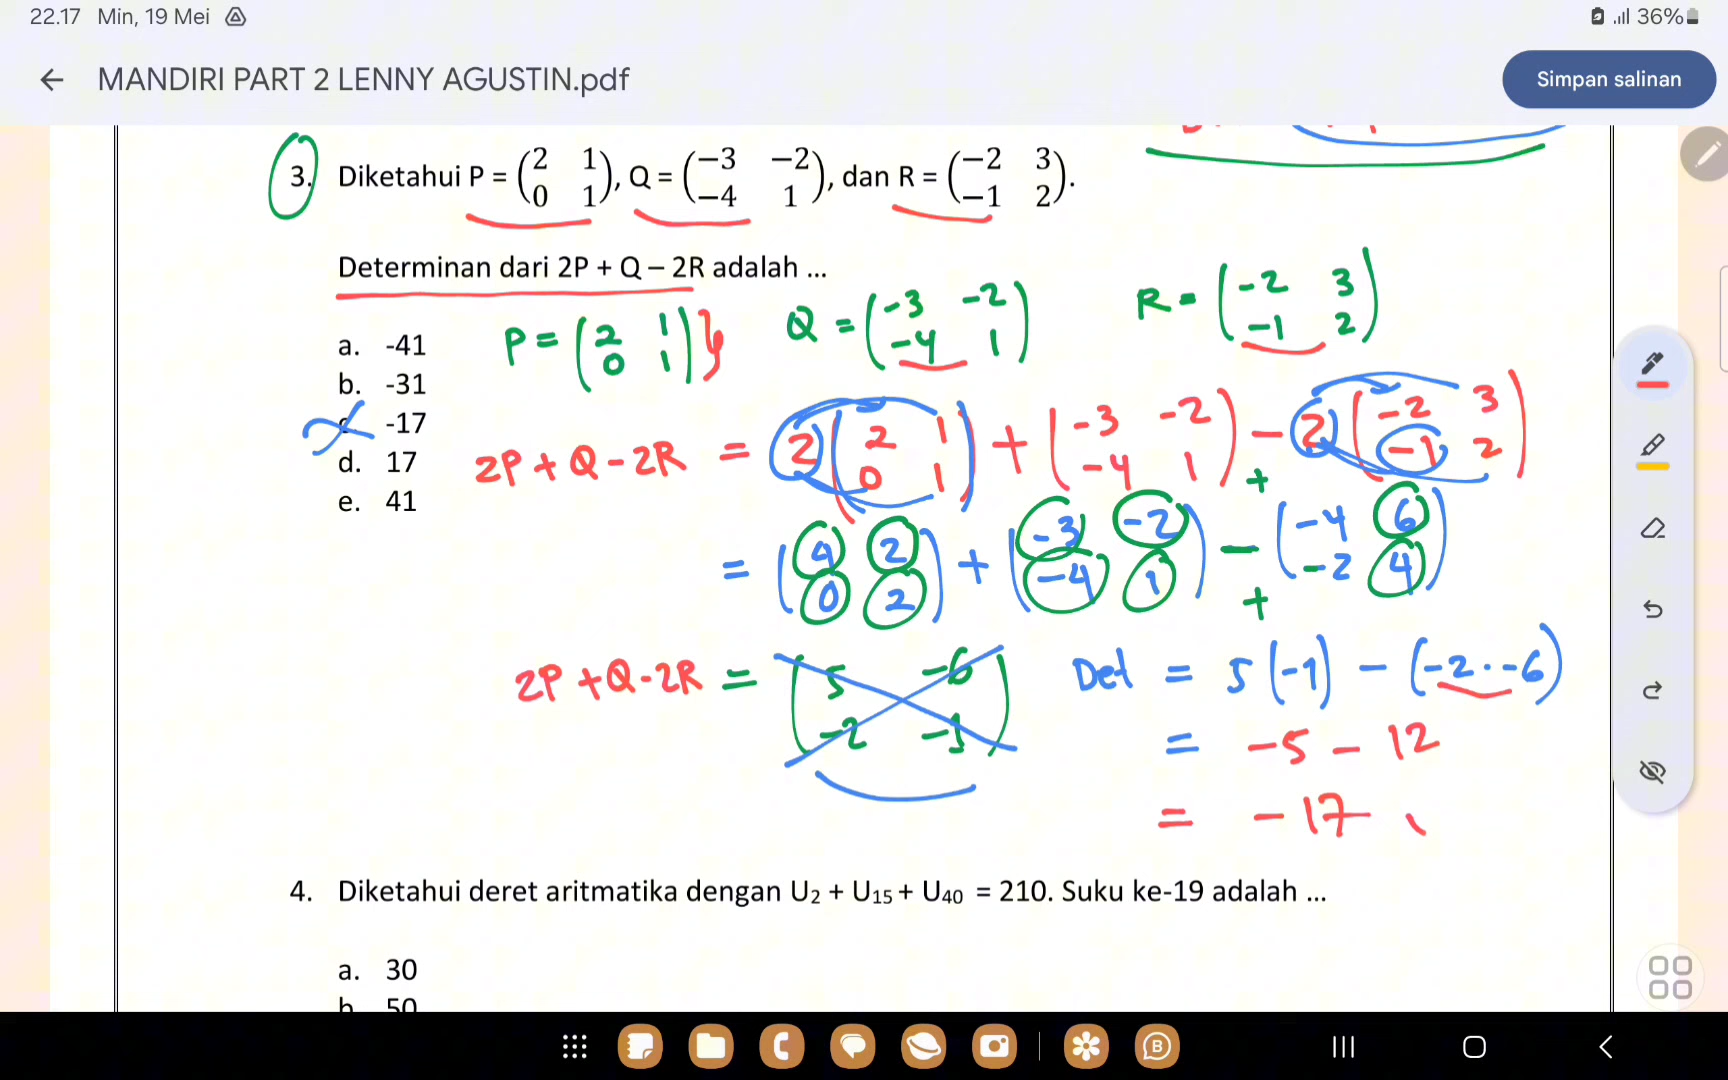 22.17 Min, 19 Mei 36%
MANDIRI PART 2 LENNY AGUSTIN.pdf Simpan salinan
3. Diketahui P = (2 1 0 1), Q = (−3 −2 −4 1), dan R = (−2 3 −1 2).
Determinan dari 2P + Q – 2R adalah ...
P = (2 1 0 1) Q = (-3 -2 -4 1) R = (-2 3 -1 2)
a. -41
b. -31
-17
d. 17
e. 41
2P + Q - 2R = 2(2 1 0 1) + (-3 -2 -4 1) - 2(-2 3 -1 2)
= (4 2 0 2) + (-3 -2 -4 1) - (-4 6 -2 4)
+
+
2P + Q - 2R = (5 -6 -2 -1) Det = 5(-1) - (-2 . -6)
= -5 - 12
= -17
4. Diketahui deret aritmatika dengan U2 + U15 + U40 = 210. Suku ke-19 adalah ...
a. 30
b 50